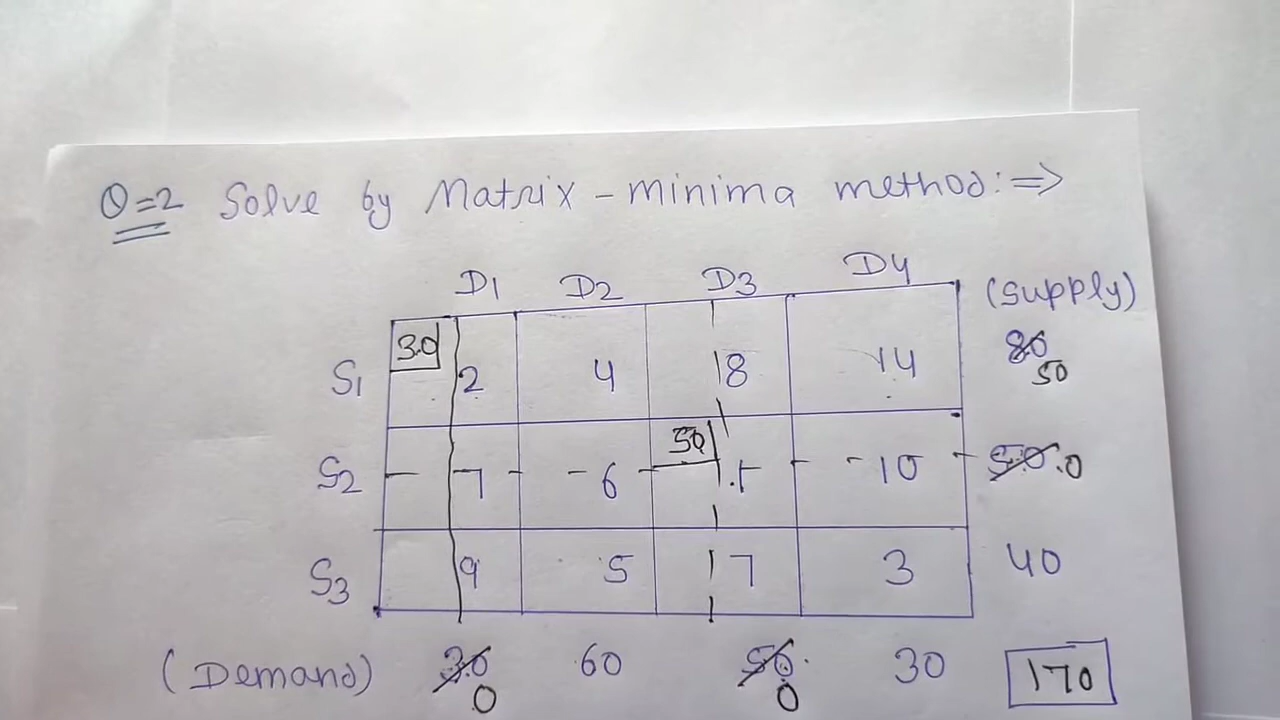 Q=2 Solve by Matrix-minima method:=>
D1 D2 D3 D4 (Supply)
30
S1 2 4 8 14 80
50
50
S2 7 6 1 10 50 0
S3 9 5 7 3 40
(Demand) 30 60 50 30 170
0 0